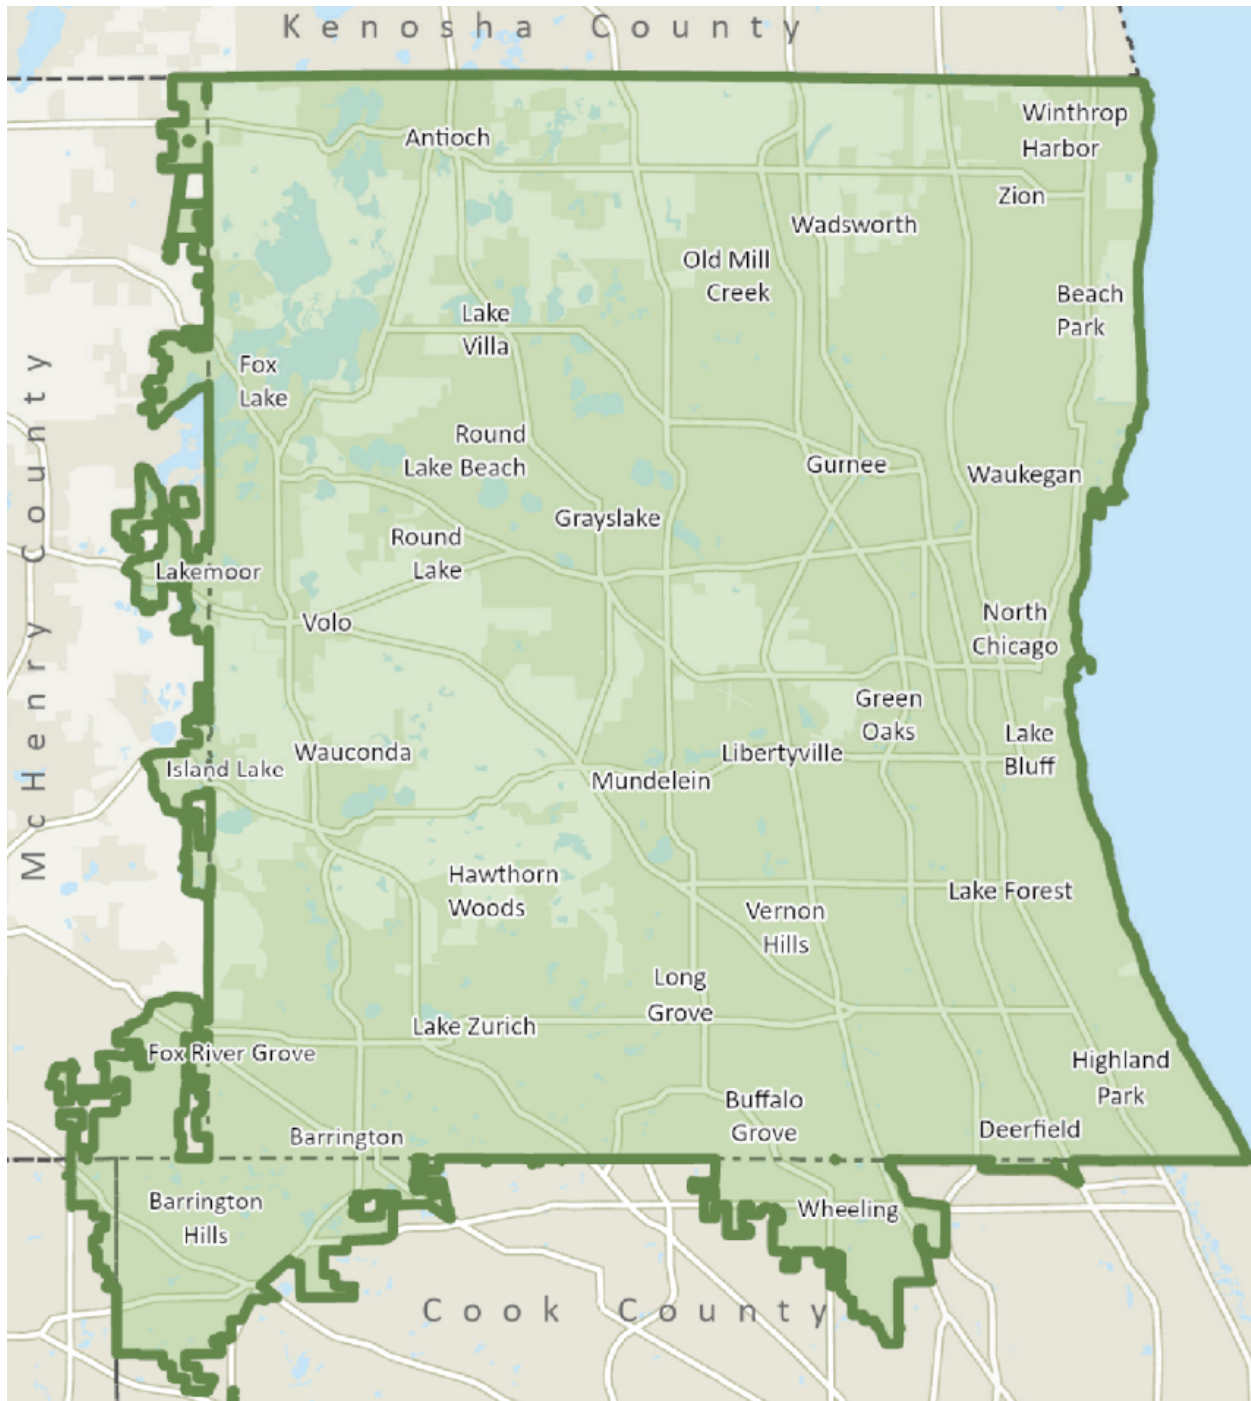 Kenosha County
Winthrop
Harbor
Antioch
Zion
Wadsworth
Old Mill
Creek
Beach
Park
Lake
Villa
Fox
Lake
McHenry County
Round
Lake Beach
Gurnee
Waukegan
Grayslake
Round
Lake
Lakemoor
North
Chicago
Volo
Green
Oaks
Lake
Bluff
Wauconda
Libertyville
Island Lake
Mundelein
Hawthorn
Woods
Lake Forest
Vernon
Hills
Long
Grove
Lake Zurich
Fox River Grove
Highland
Park
Buffalo
Grove
Deerfield
Barrington
Barrington
Hills
Wheeling
Cook County